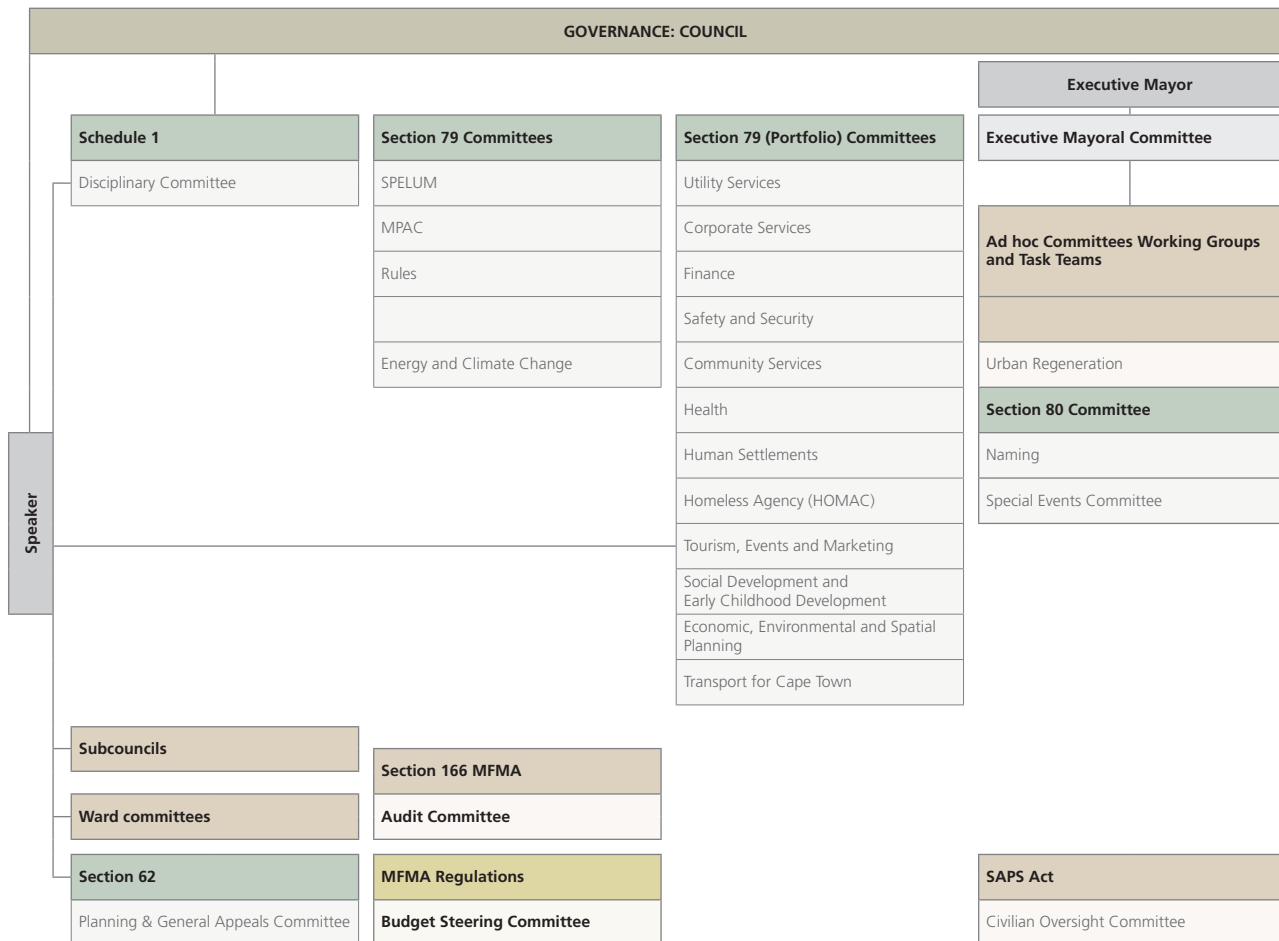 GOVERNANCE: COUNCIL
Executive Mayor
Schedule 1
Disciplinary Committee
Section 79 Committees
SPELUM
MPAC
Rules
Energy and Climate Change
Section 79 (Portfolio) Committees
Utility Services
Corporate Services
Finance
Safety and Security
Community Services
Health
Human Settlements
Homeless Agency (HOMAC)
Tourism, Events and Marketing
Social Development and
Early Childhood Development
Economic, Environmental and Spatial
Planning
Transport for Cape Town
Executive Mayoral Committee
Ad hoc Committees Working Groups
and Task Teams
Urban Regeneration
Section 80 Committee
Naming
Special Events Committee
Speaker
Subcouncils
Ward committees
Section 62
Planning & General Appeals Committee
Section 166 MFMA
Audit Committee
MFMA Regulations
Budget Steering Committee
SAPS Act
Civilian Oversight Committee